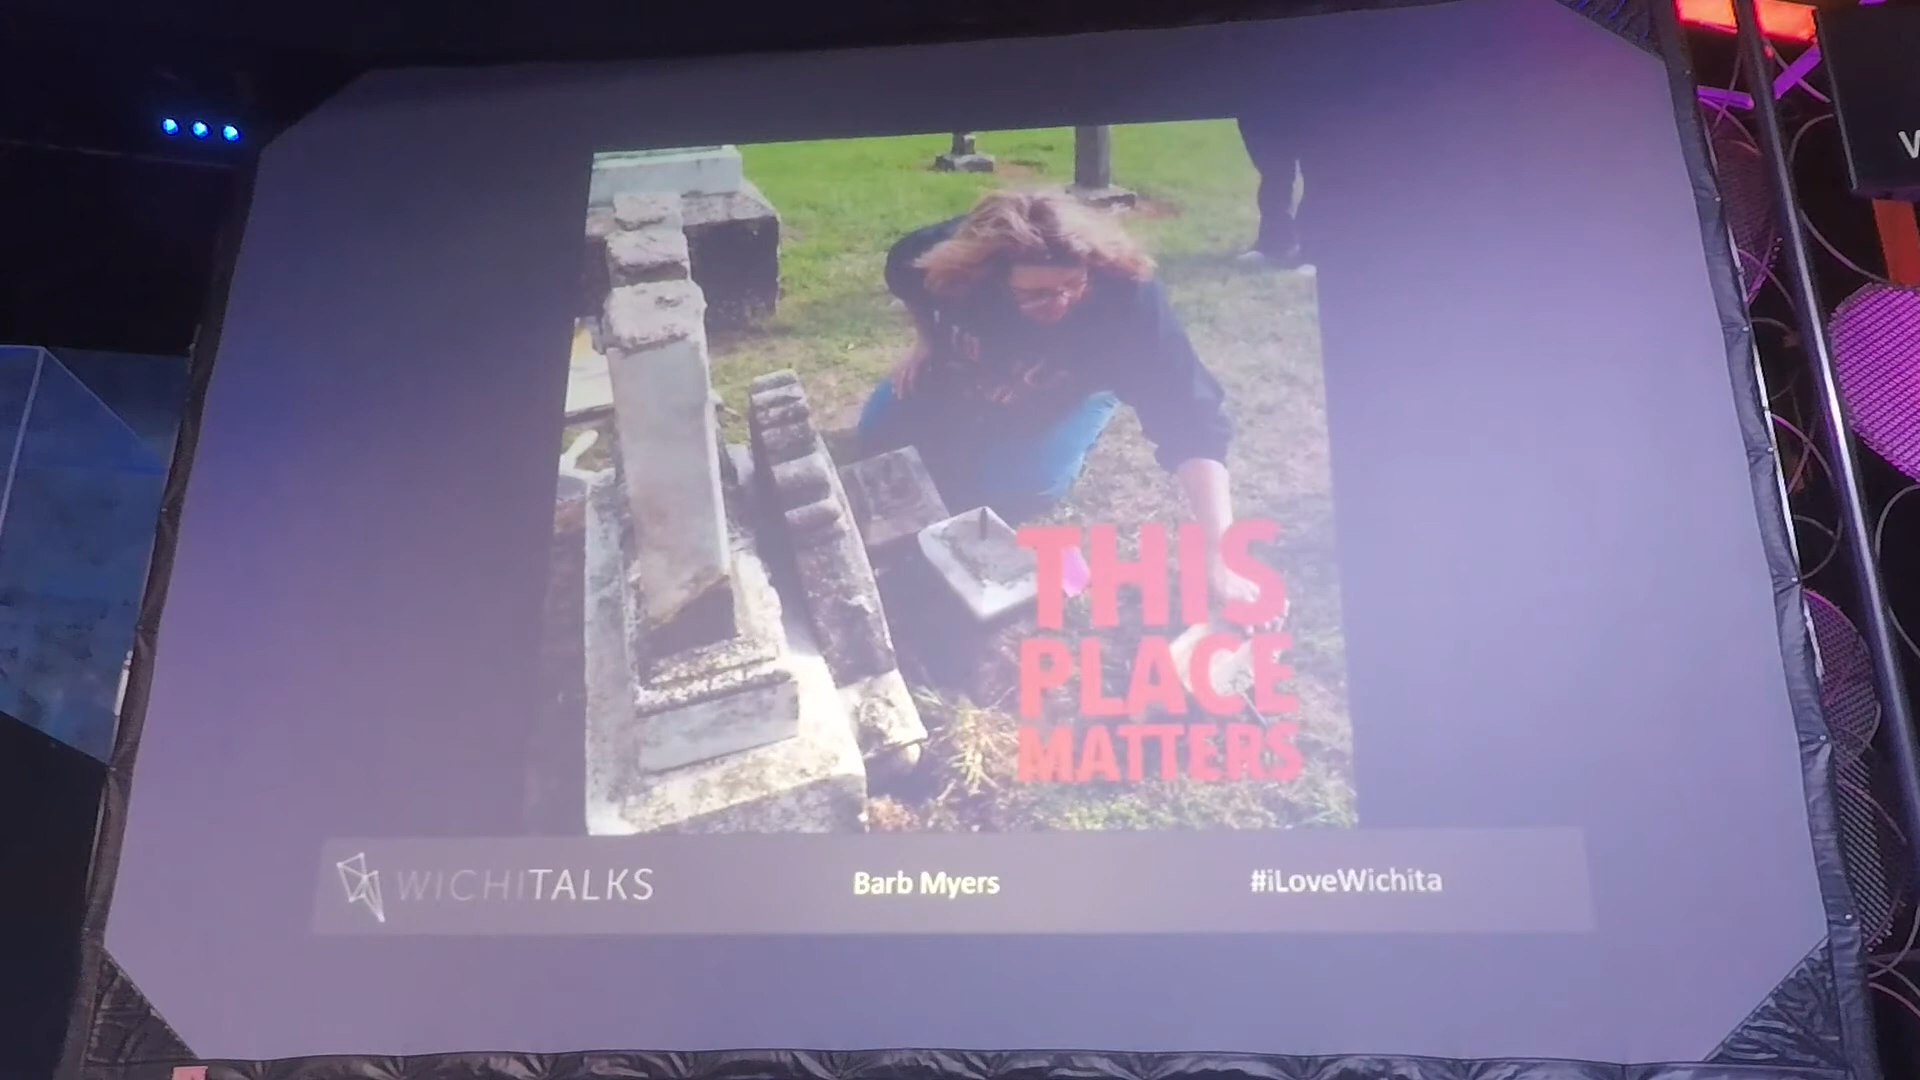 THIS
PLACE
MATTERS
WICHITALKS
Barb Myers
#iLoveWichita